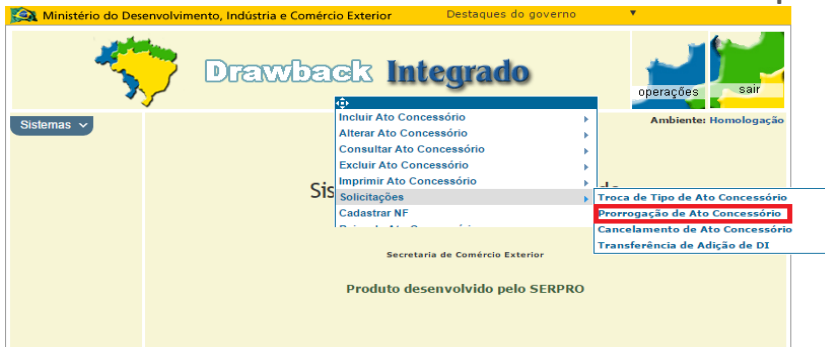 Ministério do Desenvolvimento, Indústria e Comércio Exterior Destaques do governo
Drawback Integrado
operações sair
Sistemas
Ambiente: Homologação
Incluir Ato Concessório
Alterar Ato Concessório
Consultar Ato Concessório
Excluir Ato Concessório
Imprimir Ato Concessório
Solicitações
Cadastrar NF
Troca de Tipo de Ato Concessório
Prorrogação de Ato Concessório
Cancelamento de Ato Concessório
Transferência de Adição de DI
Secretaria de Comércio Exterior
Produto desenvolvido pelo SERPRO